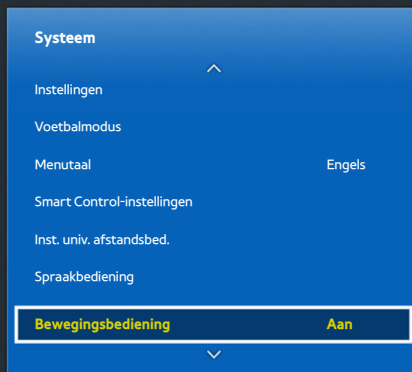 Systeem
Instellingen
Voetbalmodus
Menutaal Engels
Smart Control-instellingen
Inst. univ. afstandsbed.
Spraakbediening
Bewegingsbediening Aan